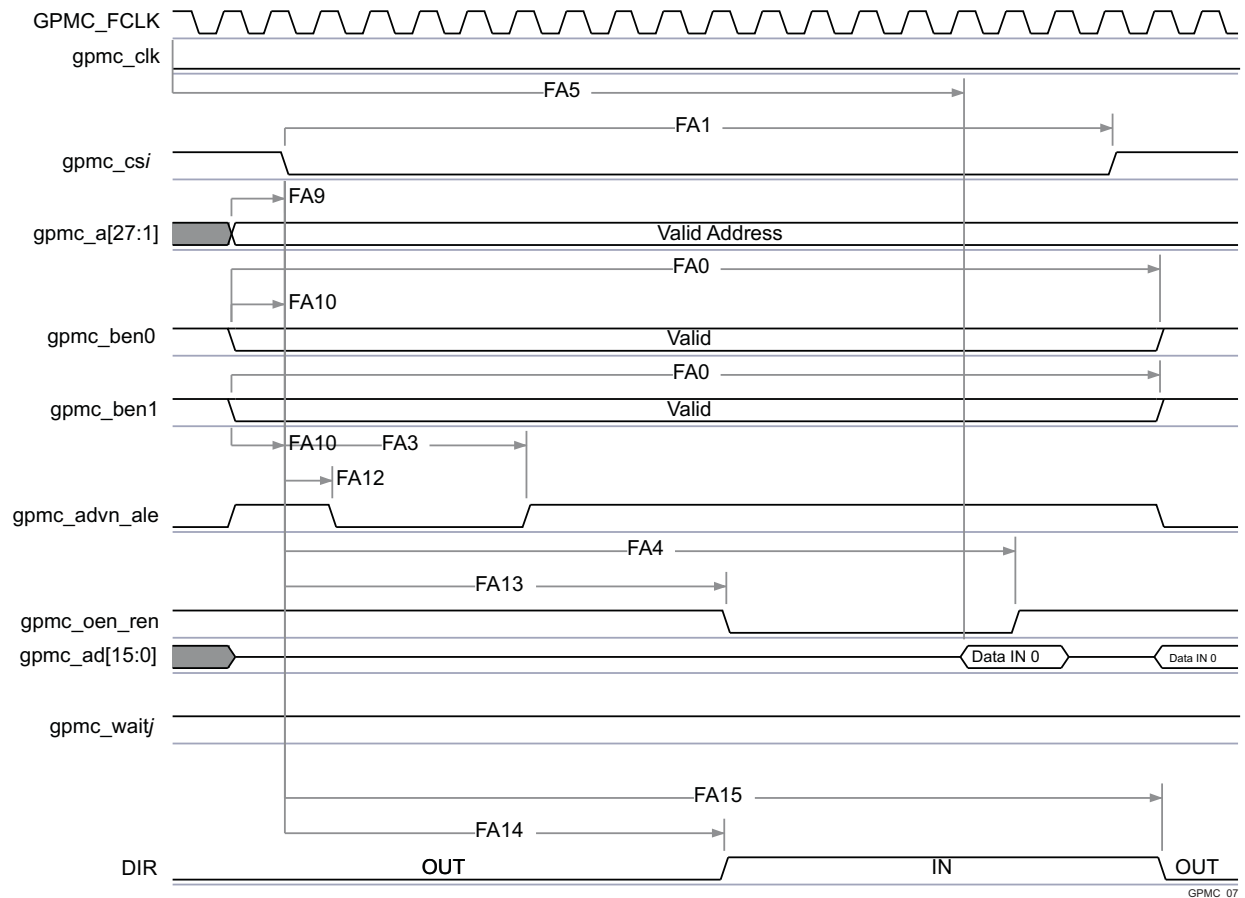 GPMC_FCLK
gpmc_clk
FA5
FA1
gpmc_csi
FA9
gpmc_a[27:1] Valid Address
FA0
FA10
gpmc_ben0 Valid
FA0
gpmc_ben1 Valid
FA10 FA3
FA12
gpmc_advn_ale
FA4
FA13
gpmc_oen_ren
gpmc_ad[15:0] Data IN 0 Data IN 0
gpmc_waitj
FA15
FA14
DIR OUT IN OUT
GPMC_07